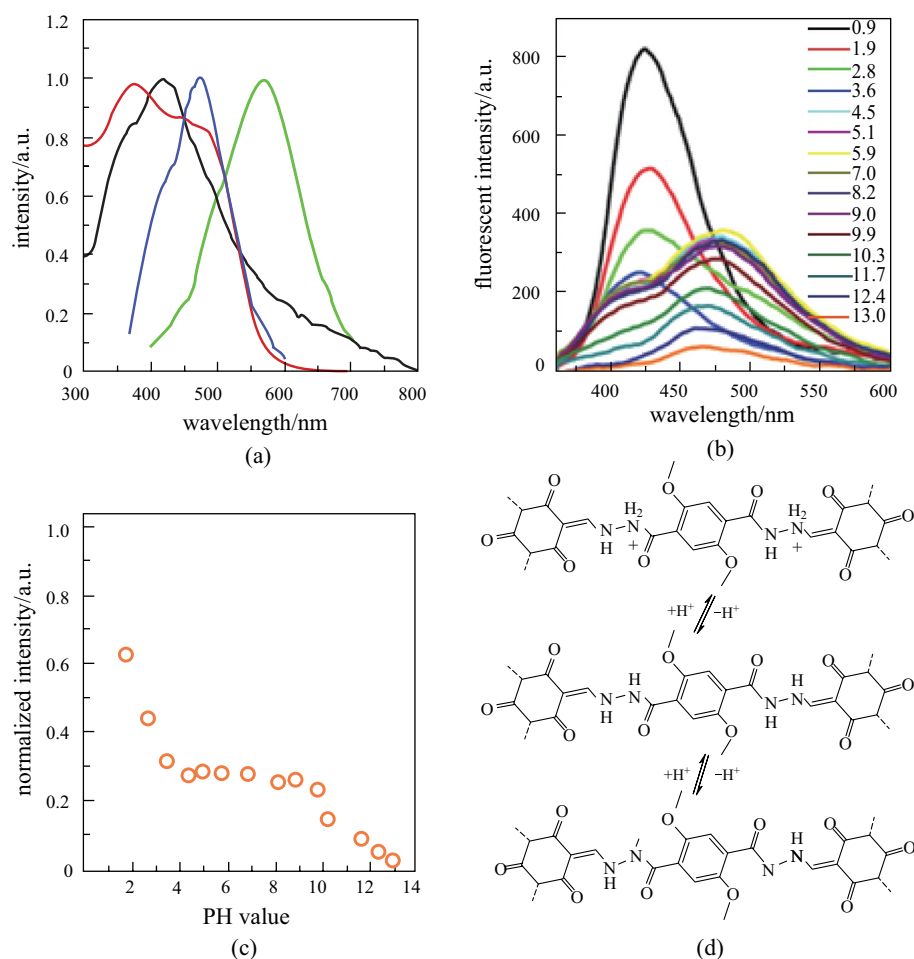 1.2
1.0
0.8
0.6
0.4
0.2
0
300 400 500 600 700 800
intensity/a.u.
wavelength/nm
(a)
800
600
400
200
0
400 450 500 550 600
fluorescent intensity/a.u.
wavelength/nm
0.9
1.9
2.8
3.6
4.5
5.1
5.9
7.0
8.2
9.0
9.9
10.3
11.7
12.4
13.0
(b)
1.0
0.8
0.6
0.4
0.2
0
2 4 6 8 10 12 14
normalized intensity/a.u.
PH value
(c)
O O O H2 O H2 O
N N N N
O O H + O O H + O O
+H+ −H+
O O O H O H O
N N N N
O O H O O H O O
+H+ −H+
O O O O H O
N N N N
O O H O O O O
(d)